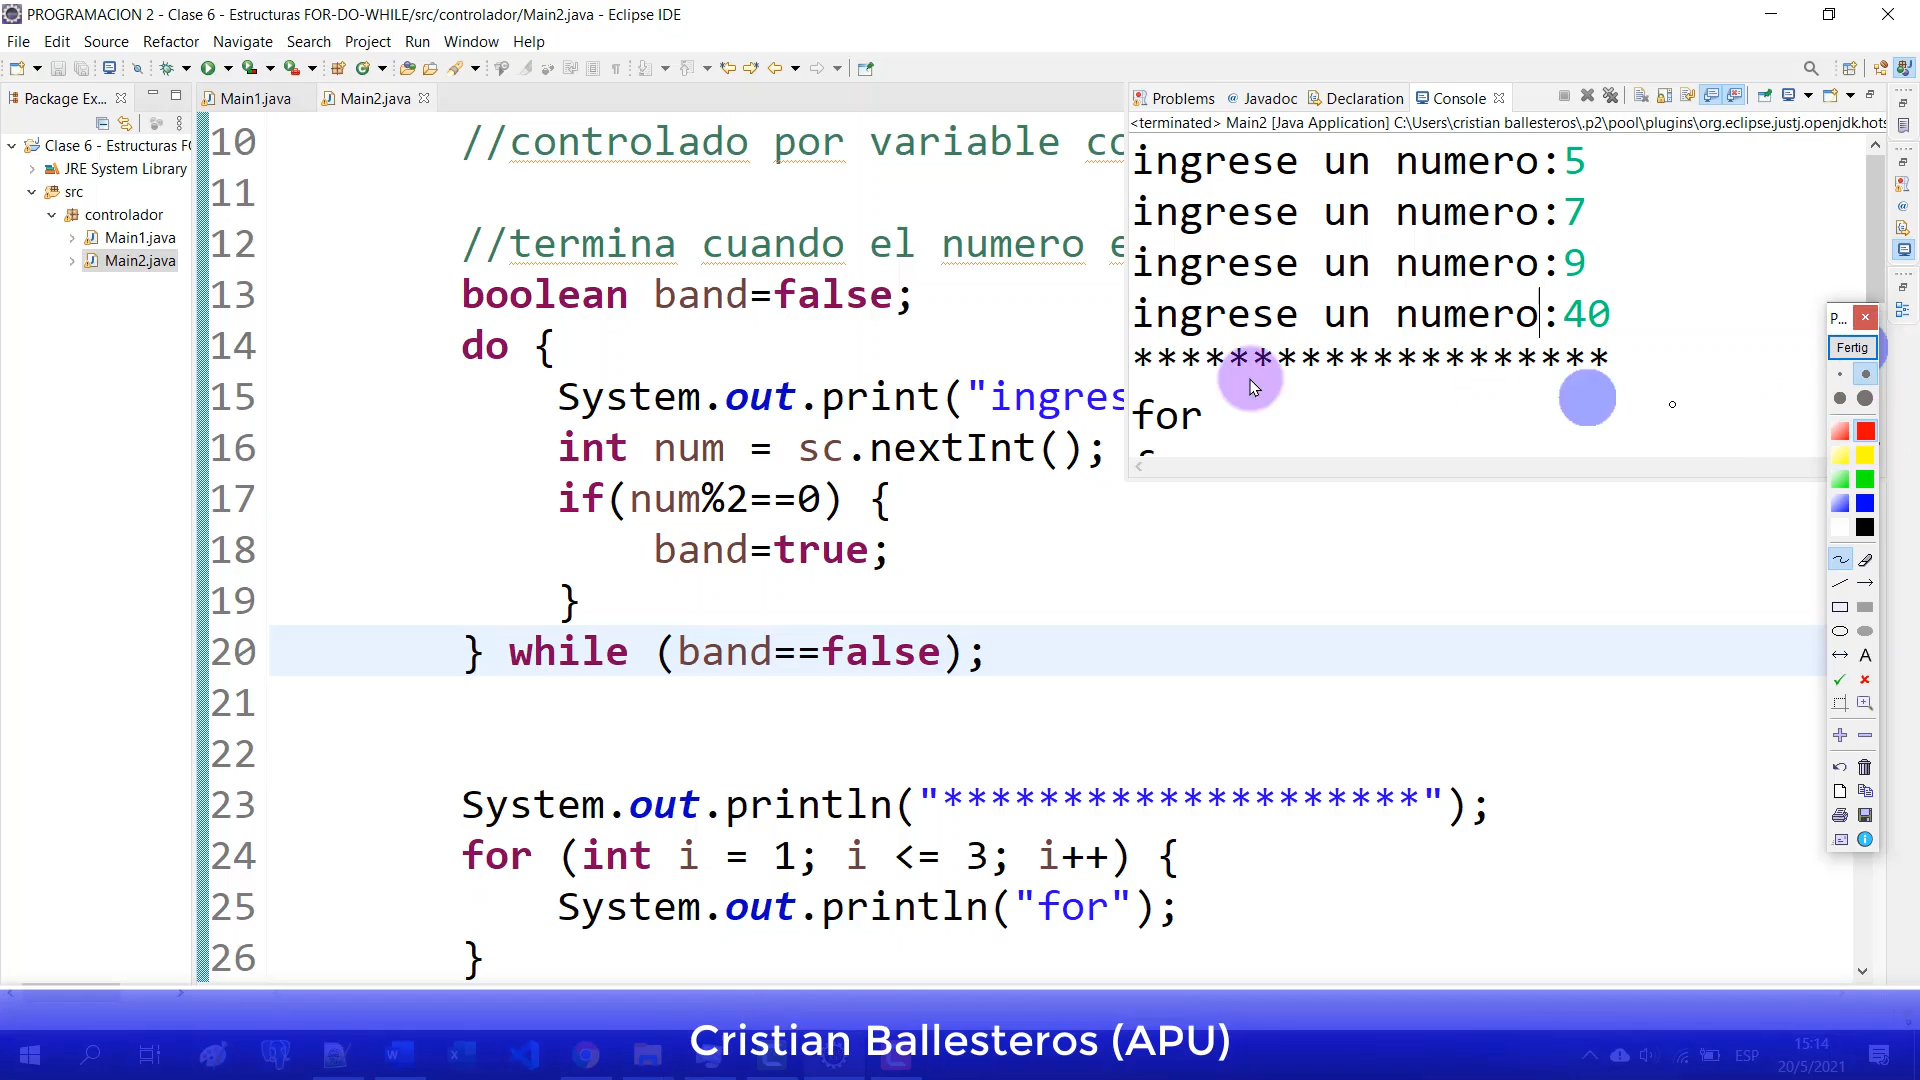 PROGRAMACION 2 - Clase 6 - Estructuras FOR-DO-WHILE/src/controlador/Main2.java - Eclipse IDE
File Edit Source Refactor Navigate Search Project Run Window Help
Package Ex...
Main1.java
Main2.java
Problems
@ Javadoc
Declaration
Console
<terminated> Main2 [Java Application] C:\Users\cristian ballesteros\.p2\pool\plugins\org.eclipse.justj.openjdk.hots
Clase 6 - Estructuras F
JRE System Library
src
controlador
Main1.java
Main2.java
10 //controlado por variable
11
12 //termina cuando el numero
13 boolean band=false;
14 do {
15 System.out.print("ingres
16 int num = sc.nextInt();
17 if(num%2==0) {
18 band=true;
19 }
20 } while (band==false);
21
22
23 System.out.println("********************");
24 for (int i = 1; i <= 3; i++) {
25 System.out.println("for");
26 }
ingrese un numero:5
ingrese un numero:7
ingrese un numero:9
ingrese un numero:40
********************
for
P...
Fertig
A
Cristian Ballesteros (APU)
ESP
15:14
20/5/2021